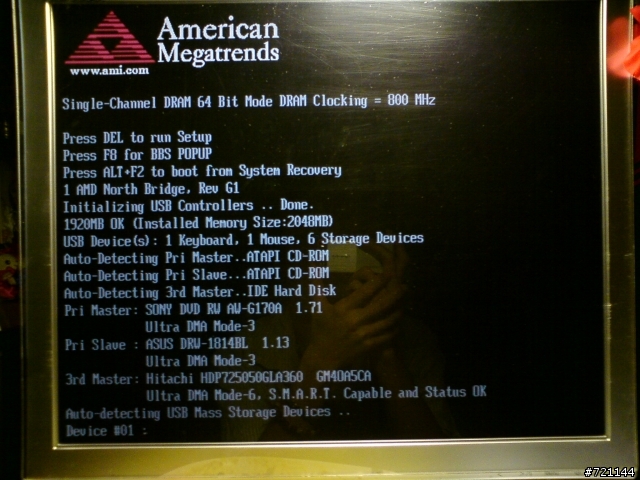 American
Megatrends
www.ami.com
Single-Channel DRAM 64 Bit Mode DRAM Clocking = 800 MHz
Press DEL to run Setup
Press F8 for BBS POPUP
Press ALT+F2 to boot from System Recovery
1 AMD North Bridge, Rev G1
Initializing USB Controllers .. Done.
1920MB OK (Installed Memory Size:2048MB)
USB Device(s): 1 Keyboard, 1 Mouse, 6 Storage Devices
Auto-Detecting Pri Master..ATAPI CD-ROM
Auto-Detecting Pri Slave...ATAPI CD-ROM
Auto-Detecting 3rd Master..IDE Hard Disk
Pri Master: SONY DVD RW AW-G170A 1.71
Ultra DMA Mode-3
Pri Slave : ASUS DRW-1814BL 1.13
Ultra DMA Mode-3
3rd Master: Hitachi HDP725050GLA360 GM4OA5CA
Ultra DMA Mode-6, S.M.A.R.T. Capable and Status OK
Auto-detecting USB Mass Storage Devices ..
Device #01 :
#721144